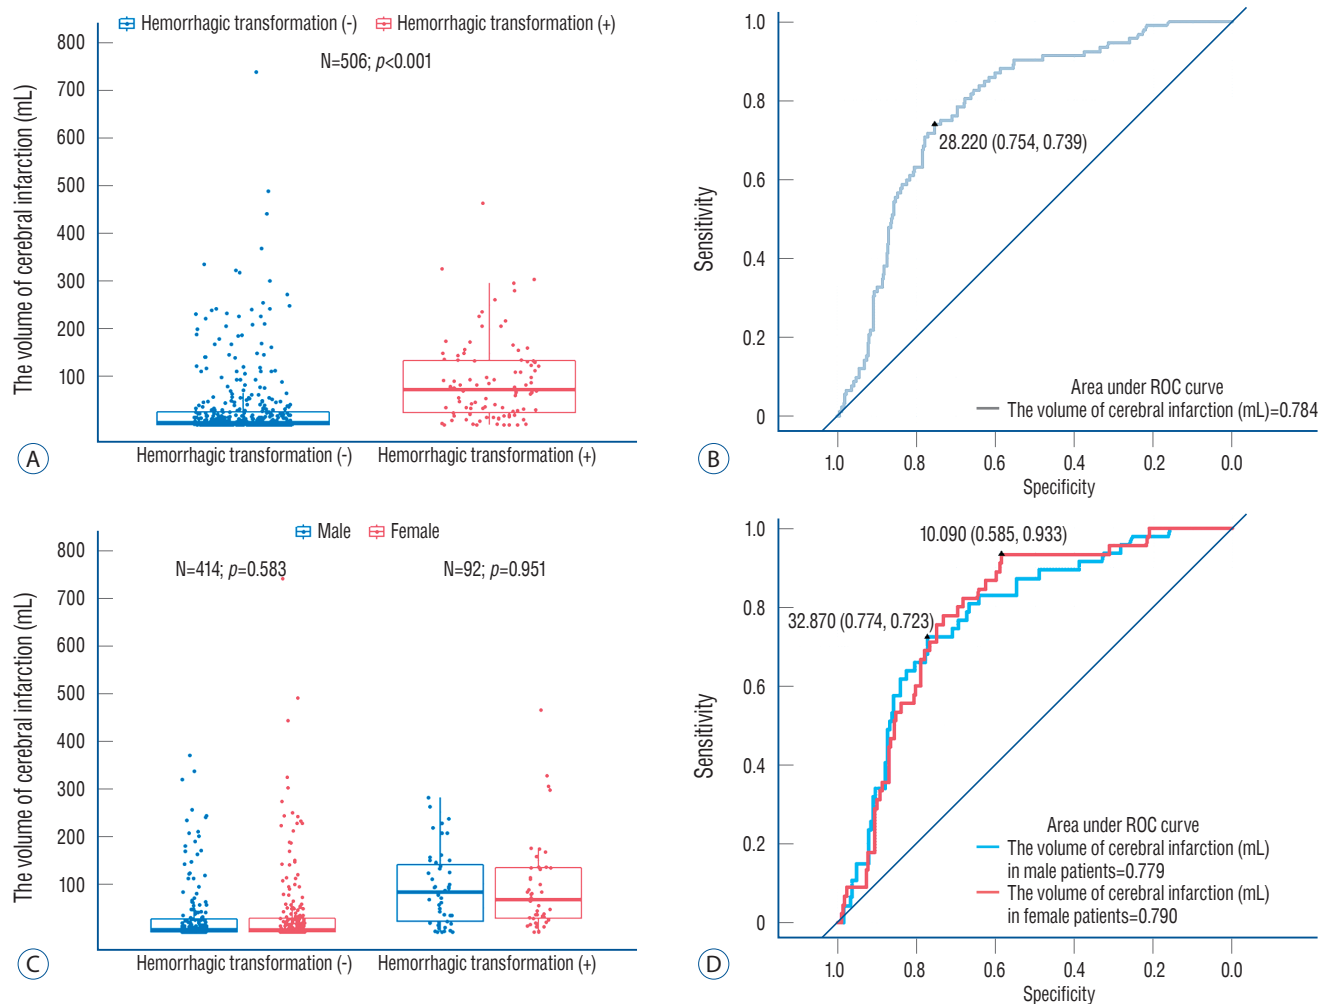 Hemorrhagic transformation (-) Hemorrhagic transformation (+)
N=506; p<0.001
The volume of cerebral infarction (mL)
800
700
600
500
400
300
200
100
Hemorrhagic transformation (-) Hemorrhagic transformation (+)
A
Sensitivity
1.0
0.8
0.6
0.4
0.2
0
28.220 (0.754, 0.739)
Area under ROC curve
The volume of cerebral infarction (mL)=0.784
1.0 0.8 0.6 0.4 0.2 0.0
Specificity
B
Male Female
N=414; p=0.583 N=92; p=0.951
The volume of cerebral infarction (mL)
800
700
600
500
400
300
200
100
Hemorrhagic transformation (-) Hemorrhagic transformation (+)
C
Sensitivity
1.0
0.8
0.6
0.4
0.2
0
10.090 (0.585, 0.933)
32.870 (0.774, 0.723)
Area under ROC curve
The volume of cerebral infarction (mL)
in male patients=0.779
The volume of cerebral infarction (mL)
in female patients=0.790
1.0 0.8 0.6 0.4 0.2 0.0
Specificity
D